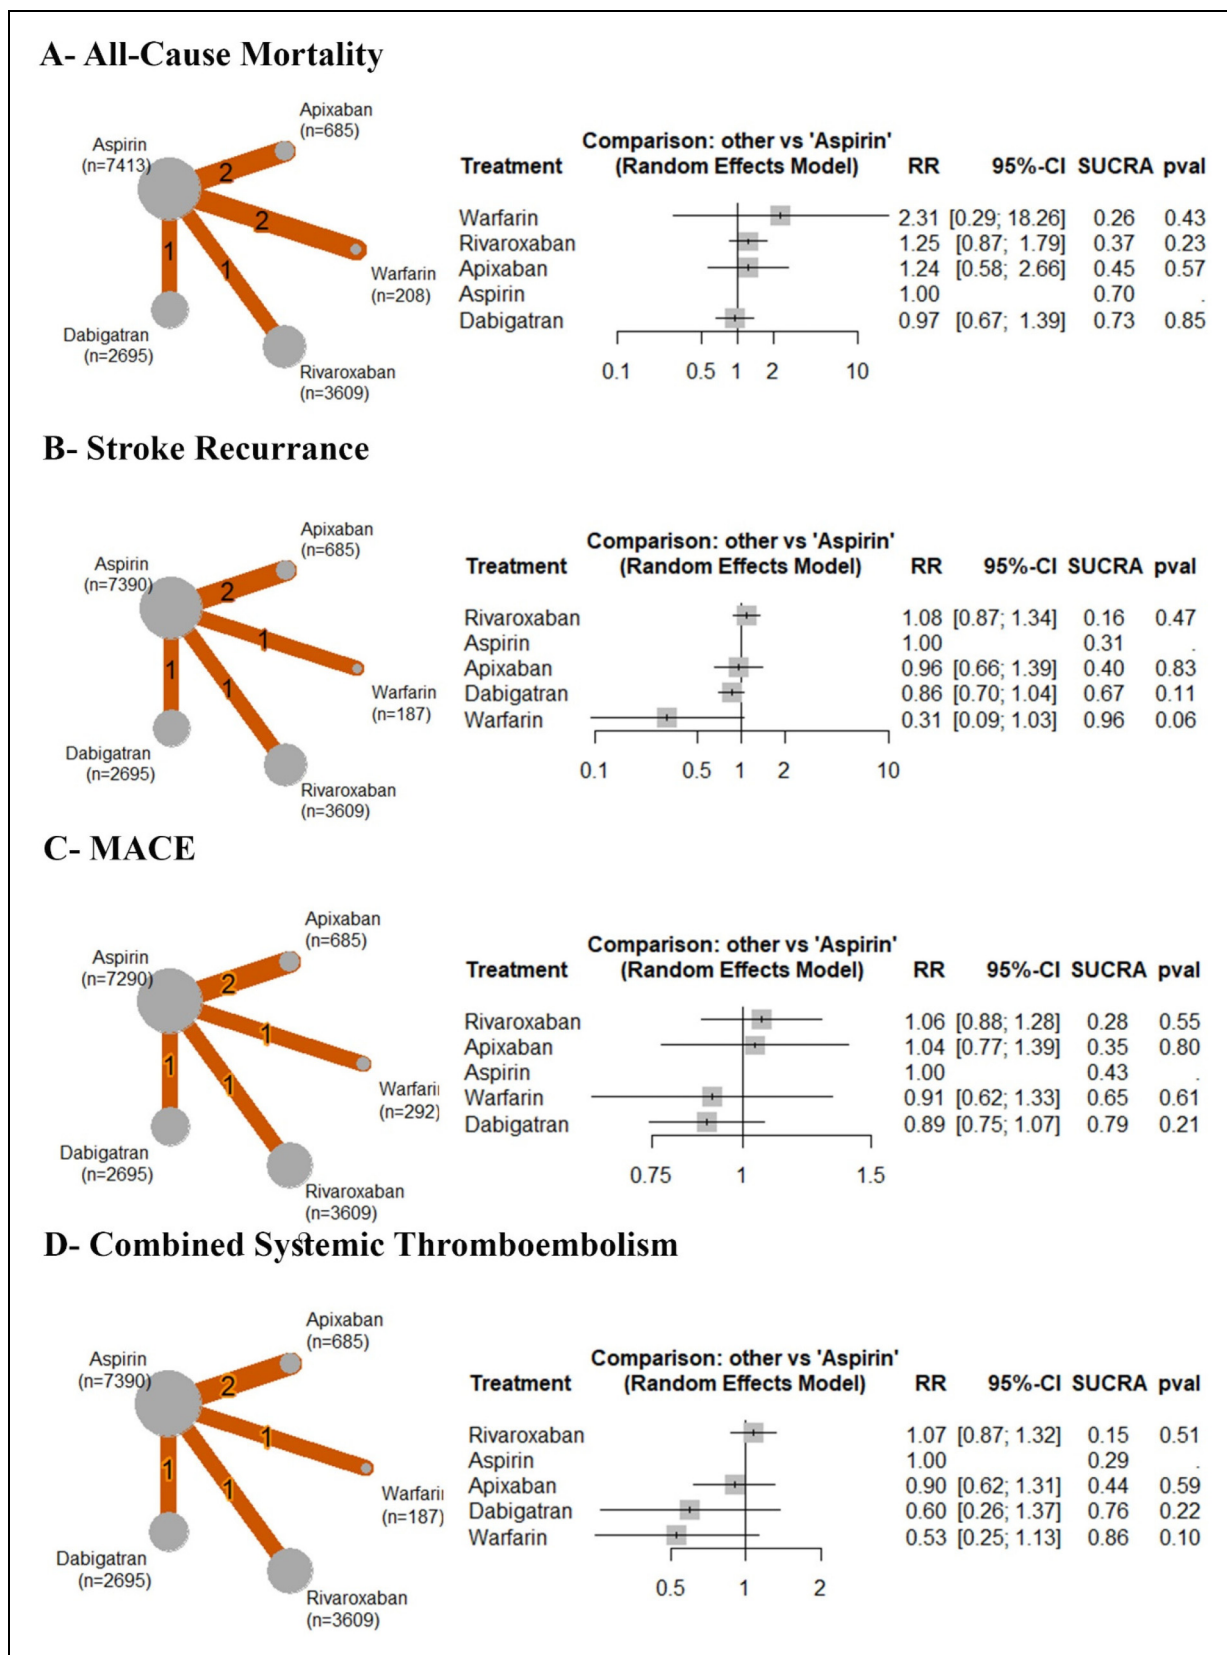 A- All-Cause Mortality
Apixaban
(n=685)
Aspirin
(n=7413)
2
2
1
1
Warfarin
(n=208)
Dabigatran
(n=2695)
Rivaroxaban
(n=3609)
Comparison: other vs 'Aspirin'
Treatment (Random Effects Model) RR 95%-CI SUCRA pval
Warfarin 2.31 [0.29; 18.26] 0.26 0.43
Rivaroxaban 1.25 [0.87; 1.79] 0.37 0.23
Apixaban 1.24 [0.58; 2.66] 0.45 0.57
Aspirin 1.00 0.70 .
Dabigatran 0.97 [0.67; 1.39] 0.73 0.85
0.1 0.5 1 2 10
B- Stroke Recurrance
Apixaban
(n=685)
Aspirin
(n=7390)
2
1
1
1
Warfarin
(n=187)
Dabigatran
(n=2695)
Rivaroxaban
(n=3609)
Comparison: other vs 'Aspirin'
Treatment (Random Effects Model) RR 95%-CI SUCRA pval
Rivaroxaban 1.08 [0.87; 1.34] 0.16 0.47
Aspirin 1.00 0.31 .
Apixaban 0.96 [0.66; 1.39] 0.40 0.83
Dabigatran 0.86 [0.70; 1.04] 0.67 0.11
Warfarin 0.31 [0.09; 1.03] 0.96 0.06
0.1 0.5 1 2 10
C- MACE
Apixaban
(n=685)
Aspirin
(n=7290)
2
1
1
1
Warfarin
(n=292)
Dabigatran
(n=2695)
Rivaroxaban
(n=3609)
Comparison: other vs 'Aspirin'
Treatment (Random Effects Model) RR 95%-CI SUCRA pval
Rivaroxaban 1.06 [0.88; 1.28] 0.28 0.55
Apixaban 1.04 [0.77; 1.39] 0.35 0.80
Aspirin 1.00 0.43 .
Warfarin 0.91 [0.62; 1.33] 0.65 0.61
Dabigatran 0.89 [0.75; 1.07] 0.79 0.21
0.75 1 1.5
D- Combined Systemic Thromboembolism
Apixaban
(n=685)
Aspirin
(n=7390)
2
1
1
1
Warfarin
(n=187)
Dabigatran
(n=2695)
Rivaroxaban
(n=3609)
Comparison: other vs 'Aspirin'
Treatment (Random Effects Model) RR 95%-CI SUCRA pval
Rivaroxaban 1.07 [0.87; 1.32] 0.15 0.51
Aspirin 1.00 0.29 .
Apixaban 0.90 [0.62; 1.31] 0.44 0.59
Dabigatran 0.60 [0.26; 1.37] 0.76 0.22
Warfarin 0.53 [0.25; 1.13] 0.86 0.10
0.5 1 2